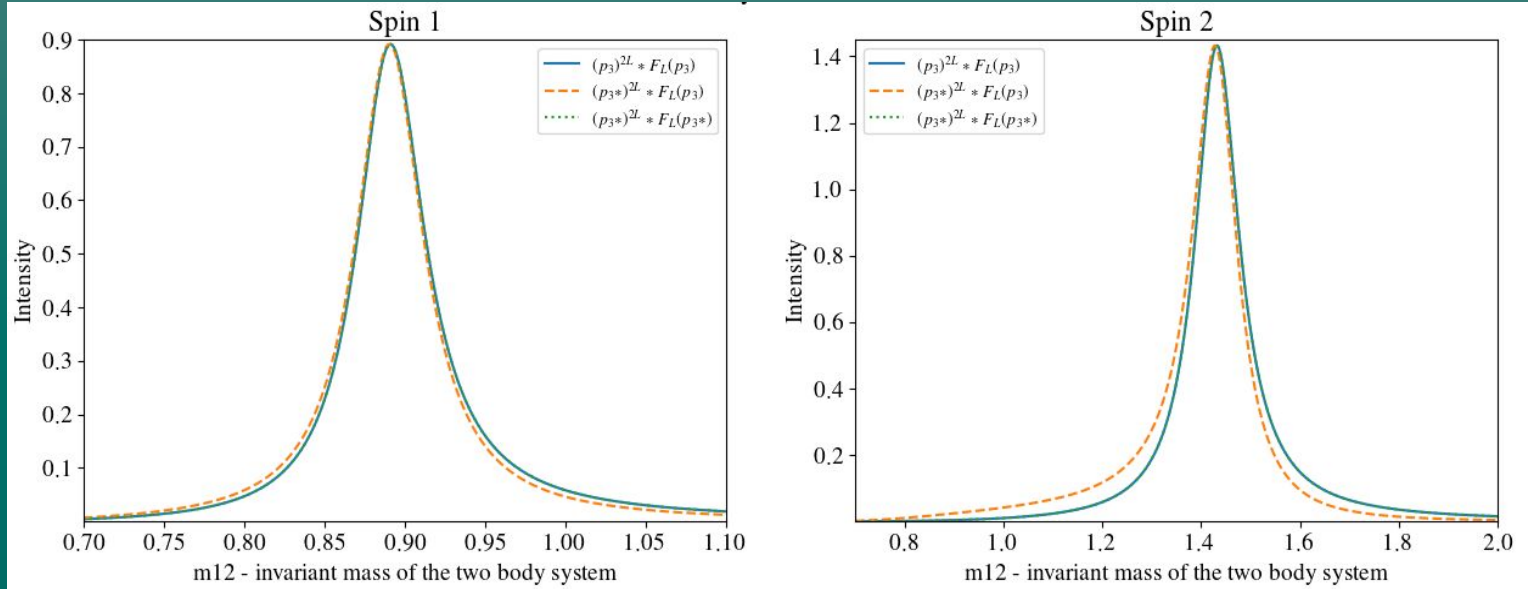 Spin 1
0.9
0.8
0.7
0.6
0.5
0.4
0.3
0.2
0.1
Intensity
(p₃)²ᴸ * F_L(p₃)
(p₃*)²ᴸ * F_L(p₃)
(p₃*)²ᴸ * F_L(p₃*)
0.70 0.75 0.80 0.85 0.90 0.95 1.00 1.05 1.10
m12 - invariant mass of the two body system
Spin 2
1.4
1.2
1.0
0.8
0.6
0.4
0.2
Intensity
(p₃)²ᴸ * F_L(p₃)
(p₃*)²ᴸ * F_L(p₃)
(p₃*)²ᴸ * F_L(p₃*)
0.8 1.0 1.2 1.4 1.6 1.8 2.0
m12 - invariant mass of the two body system